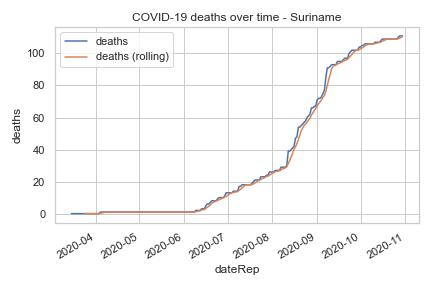 COVID-19 deaths over time - Suriname
deaths
deaths (rolling)
deaths
100
80
60
40
20
0
2020-04
2020-05
2020-06
2020-07
2020-08
2020-09
2020-10
2020-11
dateRep